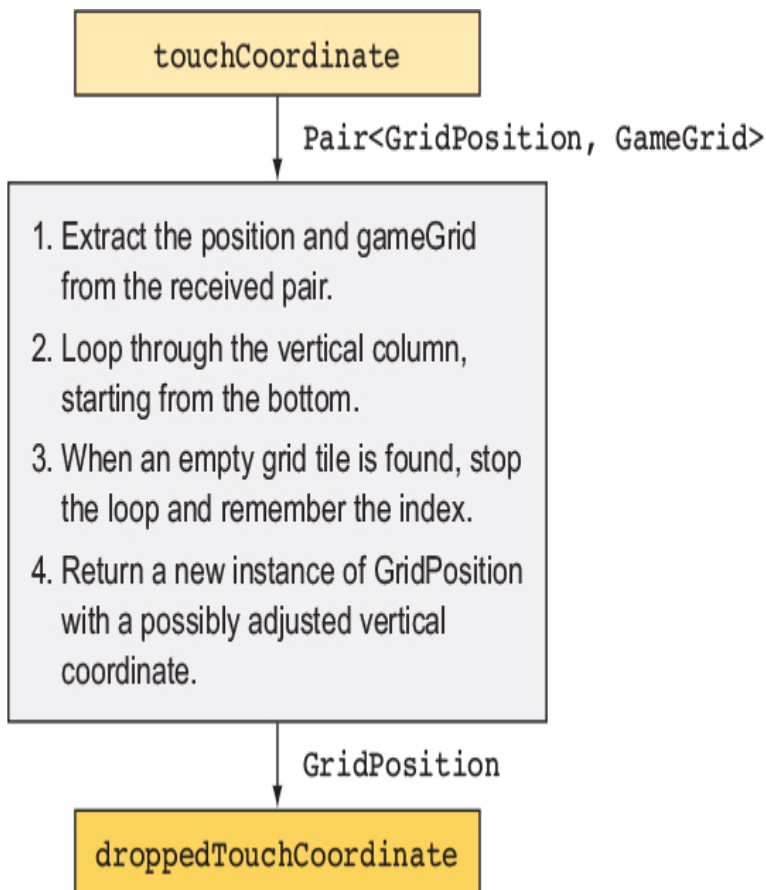 touchCoordinate
Pair<GridPosition, GameGrid>
1. Extract the position and gameGrid
from the received pair.
2. Loop through the vertical column,
starting from the bottom.
3. When an empty grid tile is found, stop
the loop and remember the index.
4. Return a new instance of GridPosition
with a possibly adjusted vertical
coordinate.
GridPosition
droppedTouchCoordinate